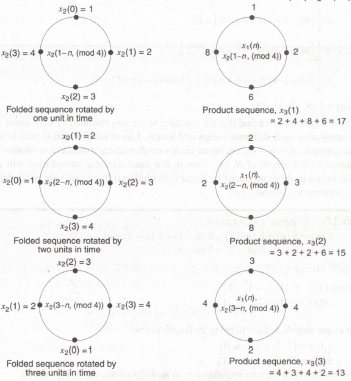 x₂(0) = 1
x₂(3) = 4
x₂(1–n, (mod 4))
x₂(1) = 2
x₂(2) = 3
Folded sequence rotated by
one unit in time
1
8
x₁(n).
x₂(1–n, (mod 4))
2
6
Product sequence, x₃(1)
= 2 + 4 + 8 + 6 = 17
x₂(1) = 2
x₂(0) = 1
x₂(2–n, (mod 4))
x₂(2) = 3
x₂(3) = 4
Folded sequence rotated by
two units in time
2
2
x₁(n).
x₂(2–n, (mod 4))
3
8
Product sequence, x₃(2)
= 3 + 2 + 2 + 6 = 15
x₂(2) = 3
x₂(1) = 2
x₂(3–n, (mod 4))
x₂(3) = 4
x₂(0) = 1
Folded sequence rotated by
three units in time
3
4
x₁(n).
x₂(3–n, (mod 4))
4
2
Product sequence, x₃(3)
= 4 + 3 + 4 + 2 = 13